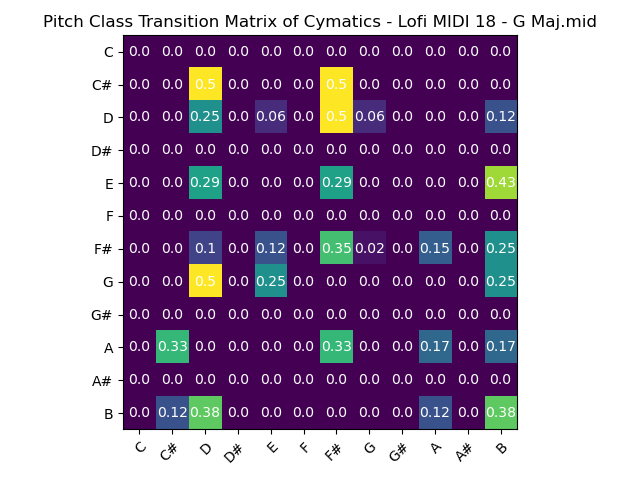 Pitch Class Transition Matrix of Cymatics - Lofi MIDI 18 - G Maj.mid
C 0.0 0.0 0.0 0.0 0.0 0.0 0.0 0.0 0.0 0.0 0.0 0.0
C# 0.0 0.0 0.5 0.0 0.0 0.0 0.5 0.0 0.0 0.0 0.0 0.0
D 0.0 0.0 0.25 0.0 0.06 0.0 0.5 0.06 0.0 0.0 0.0 0.12
D# 0.0 0.0 0.0 0.0 0.0 0.0 0.0 0.0 0.0 0.0 0.0 0.0
E 0.0 0.0 0.29 0.0 0.0 0.0 0.29 0.0 0.0 0.0 0.0 0.43
F 0.0 0.0 0.0 0.0 0.0 0.0 0.0 0.0 0.0 0.0 0.0 0.0
F# 0.0 0.0 0.1 0.0 0.12 0.0 0.35 0.02 0.0 0.15 0.0 0.25
G 0.0 0.0 0.5 0.0 0.25 0.0 0.0 0.0 0.0 0.0 0.0 0.25
G# 0.0 0.0 0.0 0.0 0.0 0.0 0.0 0.0 0.0 0.0 0.0 0.0
A 0.0 0.33 0.0 0.0 0.0 0.0 0.33 0.0 0.0 0.17 0.0 0.17
A# 0.0 0.0 0.0 0.0 0.0 0.0 0.0 0.0 0.0 0.0 0.0 0.0
B 0.0 0.12 0.38 0.0 0.0 0.0 0.0 0.0 0.0 0.12 0.0 0.38
C C# D D# E F F# G G# A A# B